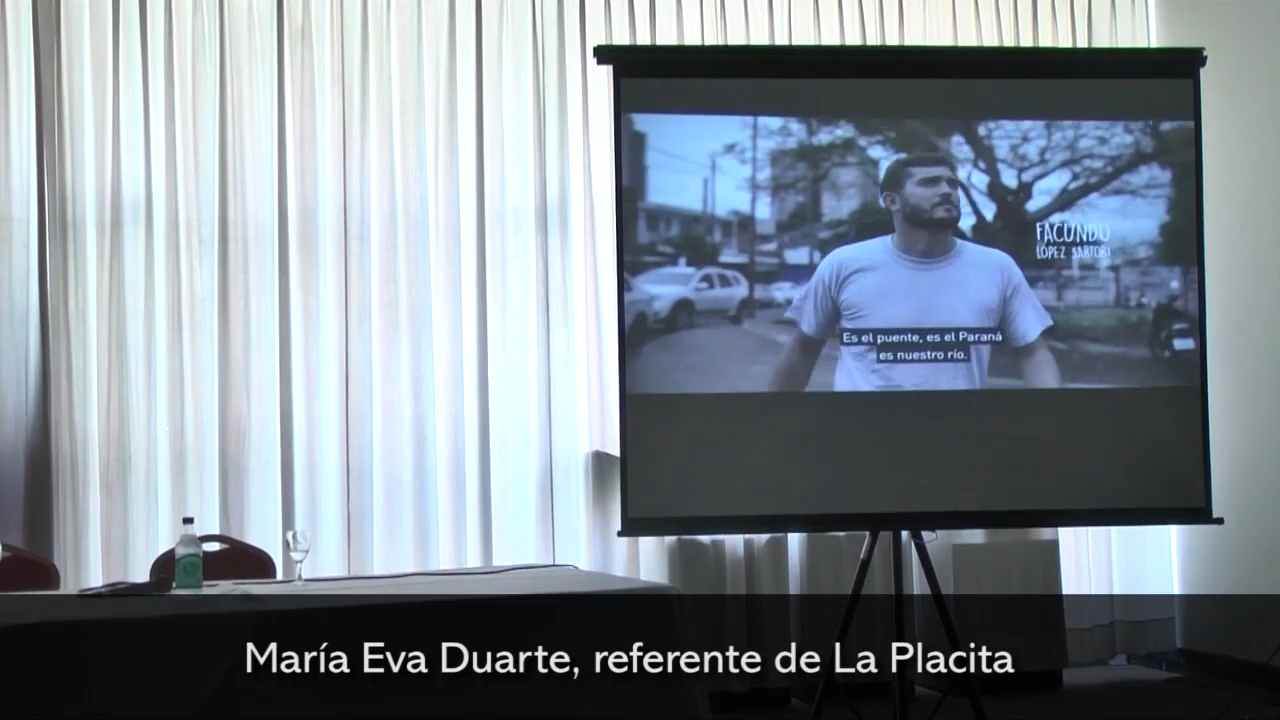 FACUNDO
LÓPEZ SARTORI
Es el puente, es el Paraná
es nuestro río.
María Eva Duarte, referente de La Placita